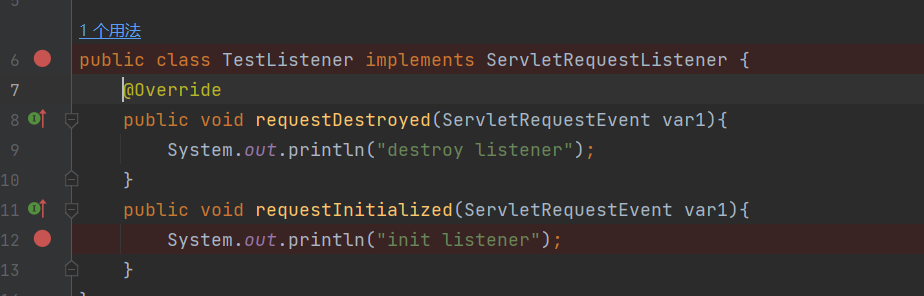 1 个用法
6 public class TestListener implements ServletRequestListener {
7 @Override
8 public void requestDestroyed(ServletRequestEvent var1){
9 System.out.println("destroy listener");
10 }
11 public void requestInitialized(ServletRequestEvent var1){
12 System.out.println("init listener");
13 }